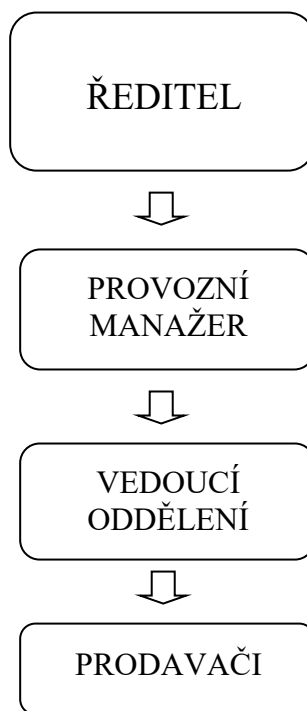 ŘEDITEL
PROVOZNÍ
MANAŽER
VEDOUCÍ
ODDĚLENÍ
PRODAVAČI